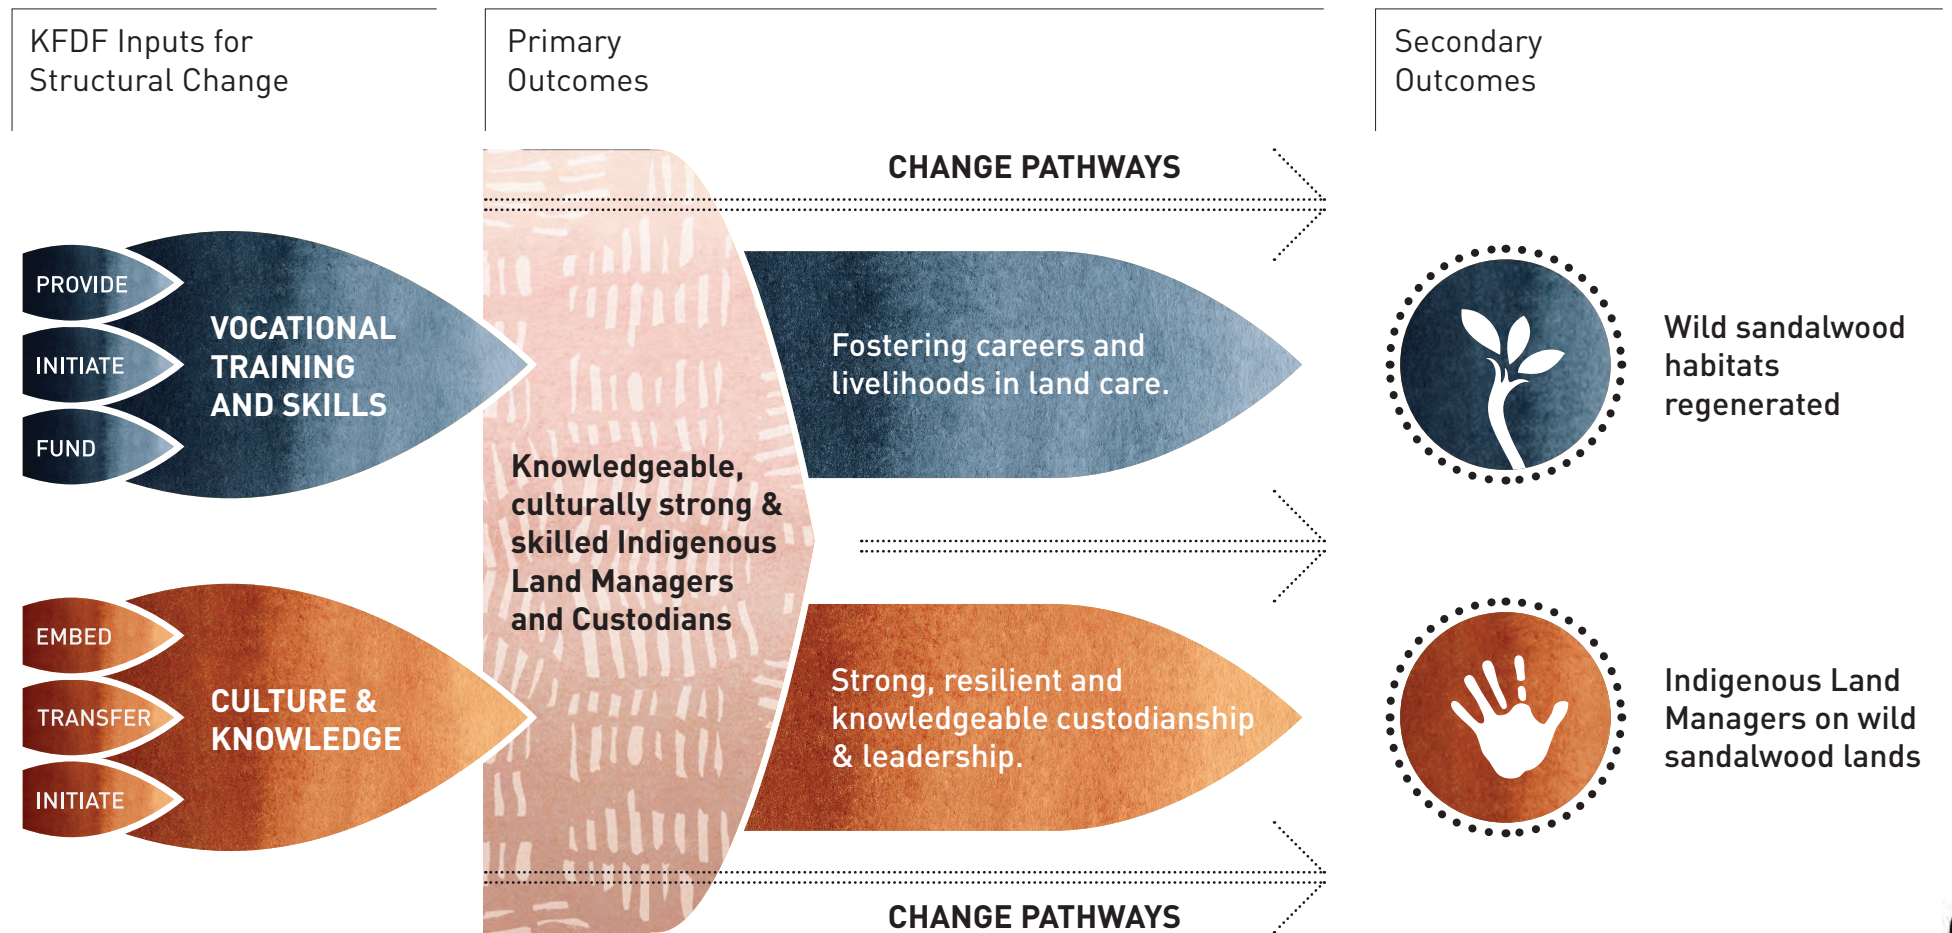 KFDF Inputs for
Structural Change
Primary
Outcomes
Secondary
Outcomes
CHANGE PATHWAYS
PROVIDE
INITIATE
FUND
VOCATIONAL
TRAINING
AND SKILLS
EMBED
TRANSFER
INITIATE
CULTURE &
KNOWLEDGE
Knowledgeable,
culturally strong &
skilled Indigenous
Land Managers
and Custodians
Fostering careers and
livelihoods in land care.
Strong, resilient and
knowledgeable custodianship
& leadership.
Wild sandalwood
habitats
regenerated
Indigenous Land
Managers on wild
sandalwood lands
CHANGE PATHWAYS